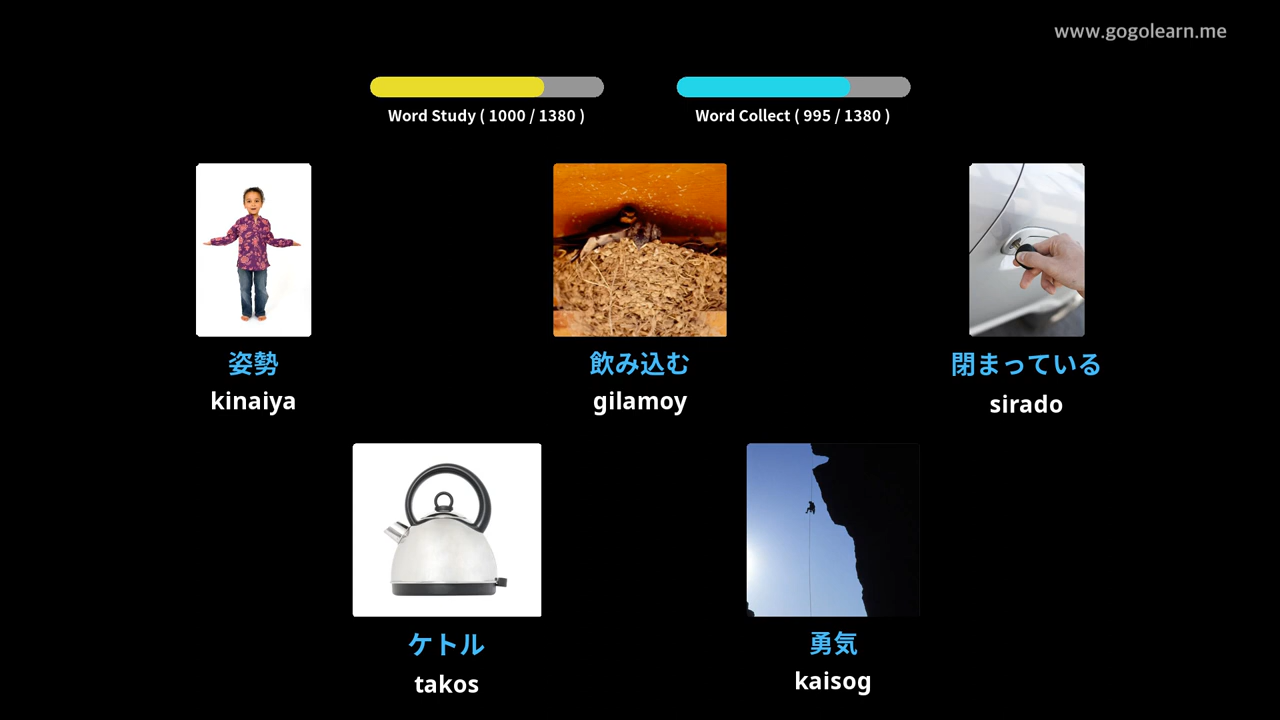 www.gogolearn.me
Word Study ( 1000 / 1380 )
Word Collect ( 995 / 1380 )
姿勢
kinaiya
飲み込む
gilamoy
閉まっている
sirado
ケトル
takos
勇気
kaisog